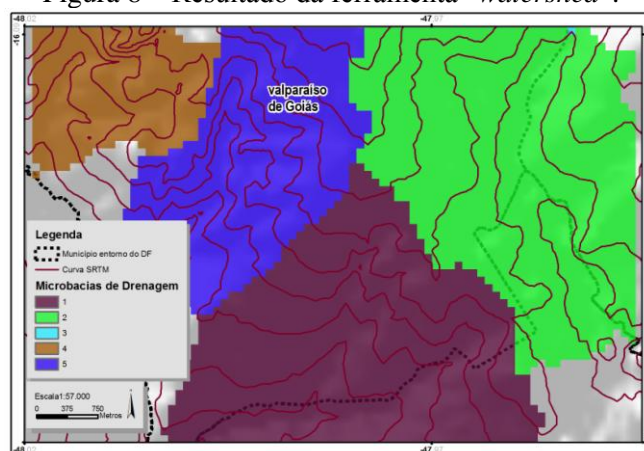 Figura 8 – Resultado da ferramenta "watershed".
-48.02
-47.97
valparaiso
de Goiás
Legenda
Município entorno do DF
Curva SRTM
Microbacias de Drenagem
1
2
3
4
5
Escala1:57.000
0 375 750
Metros
-48.02
-47.97